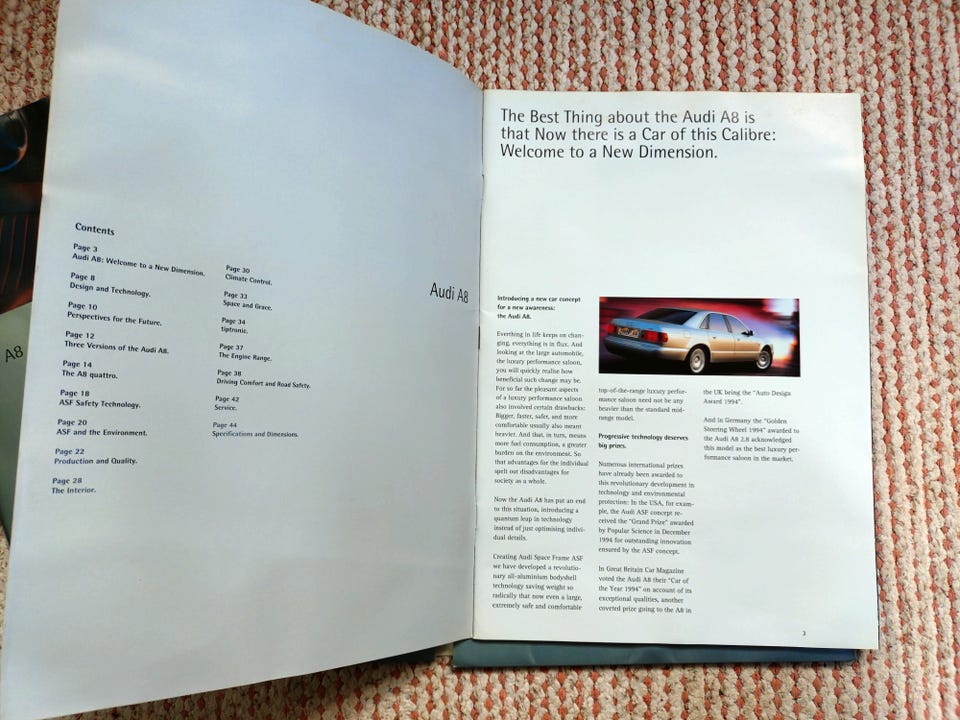 A8
Contents
Page 3
Audi A8: Welcome to a New Dimension.
Page 8
Design and Technology.
Page 10
Perspectives for the Future.
Page 12
Three Versions of the Audi A8.
Page 14
The A8 quattro.
Page 18
ASF Safety Technology.
Page 20
ASF and the Environment.
Page 22
Production and Quality.
Page 28
The Interior.
Page 30
Climate Control.
Page 33
Space and Grace.
Page 34
tiptronic.
Page 37
The Engine Range.
Page 38
Driving Comfort and Road Safety.
Page 42
Service.
Page 44
Specifications and Dimensions.
Audi A8
The Best Thing about the Audi A8 is
that Now there is a Car of this Calibre:
Welcome to a New Dimension.
Introducing a new car concept
for a new awareness:
the Audi A8.
Everthing in life keeps on chan-
ging, everything is in flux. And
looking at the large automobile,
the luxury performance saloon,
you will quickly realise how
beneficial such change may be.
For so far the pleasant aspects
of a luxury performance saloon
also involved certain drawbacks:
Bigger, faster, safer, and more
comfortable usually also meant
heavier. And that, in turn, means
more fuel consumption, a greater
burden on the environment. So
that advantages for the individual
spelt out disadvantages for
society as a whole.
Now the Audi A8 has put an end
to this situation, introducing a
quantum leap in technology
instead of just optimising indivi-
dual details.
Creating Audi Space Frame ASF
we have developed a revolutio-
nary all-aluminium bodyshell
technology saving weight so
radically that now even a large,
extremely safe and comfortable
top-of-the-range luxury perfor-
mance saloon need not be any
heavier than the standard mid-
range model.
Progressive technology deserves
big prizes.
Numerous international prizes
have already been awarded to
this revolutionary development in
technology and environmental
protection: In the USA, for exam-
ple, the Audi ASF concept re-
ceived the "Grand Prize" awarded
by Popular Science in December
1994 for outstanding innovation
ensured by the ASF concept.
In Great Britain Car Magazine
voted the Audi A8 their "Car of
the Year 1994" on account of its
exceptional qualities, another
coveted prize going to the A8 in
the UK being the "Auto Design
Award 1994".
And in Germany the "Golden
Steering Wheel 1994" awarded to
the Audi A8 2.8 acknowledged
this model as the best luxury per-
formance saloon in the market.
3